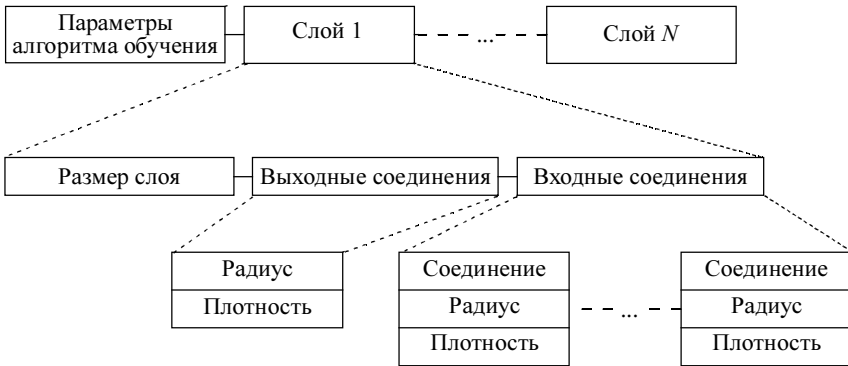 Параметры
алгоритма обучения
Слой 1
...
Слой N
Размер слоя
Выходные соединения
Входные соединения
Радиус
Плотность
Соединение
Радиус
Плотность
...
Соединение
Радиус
Плотность